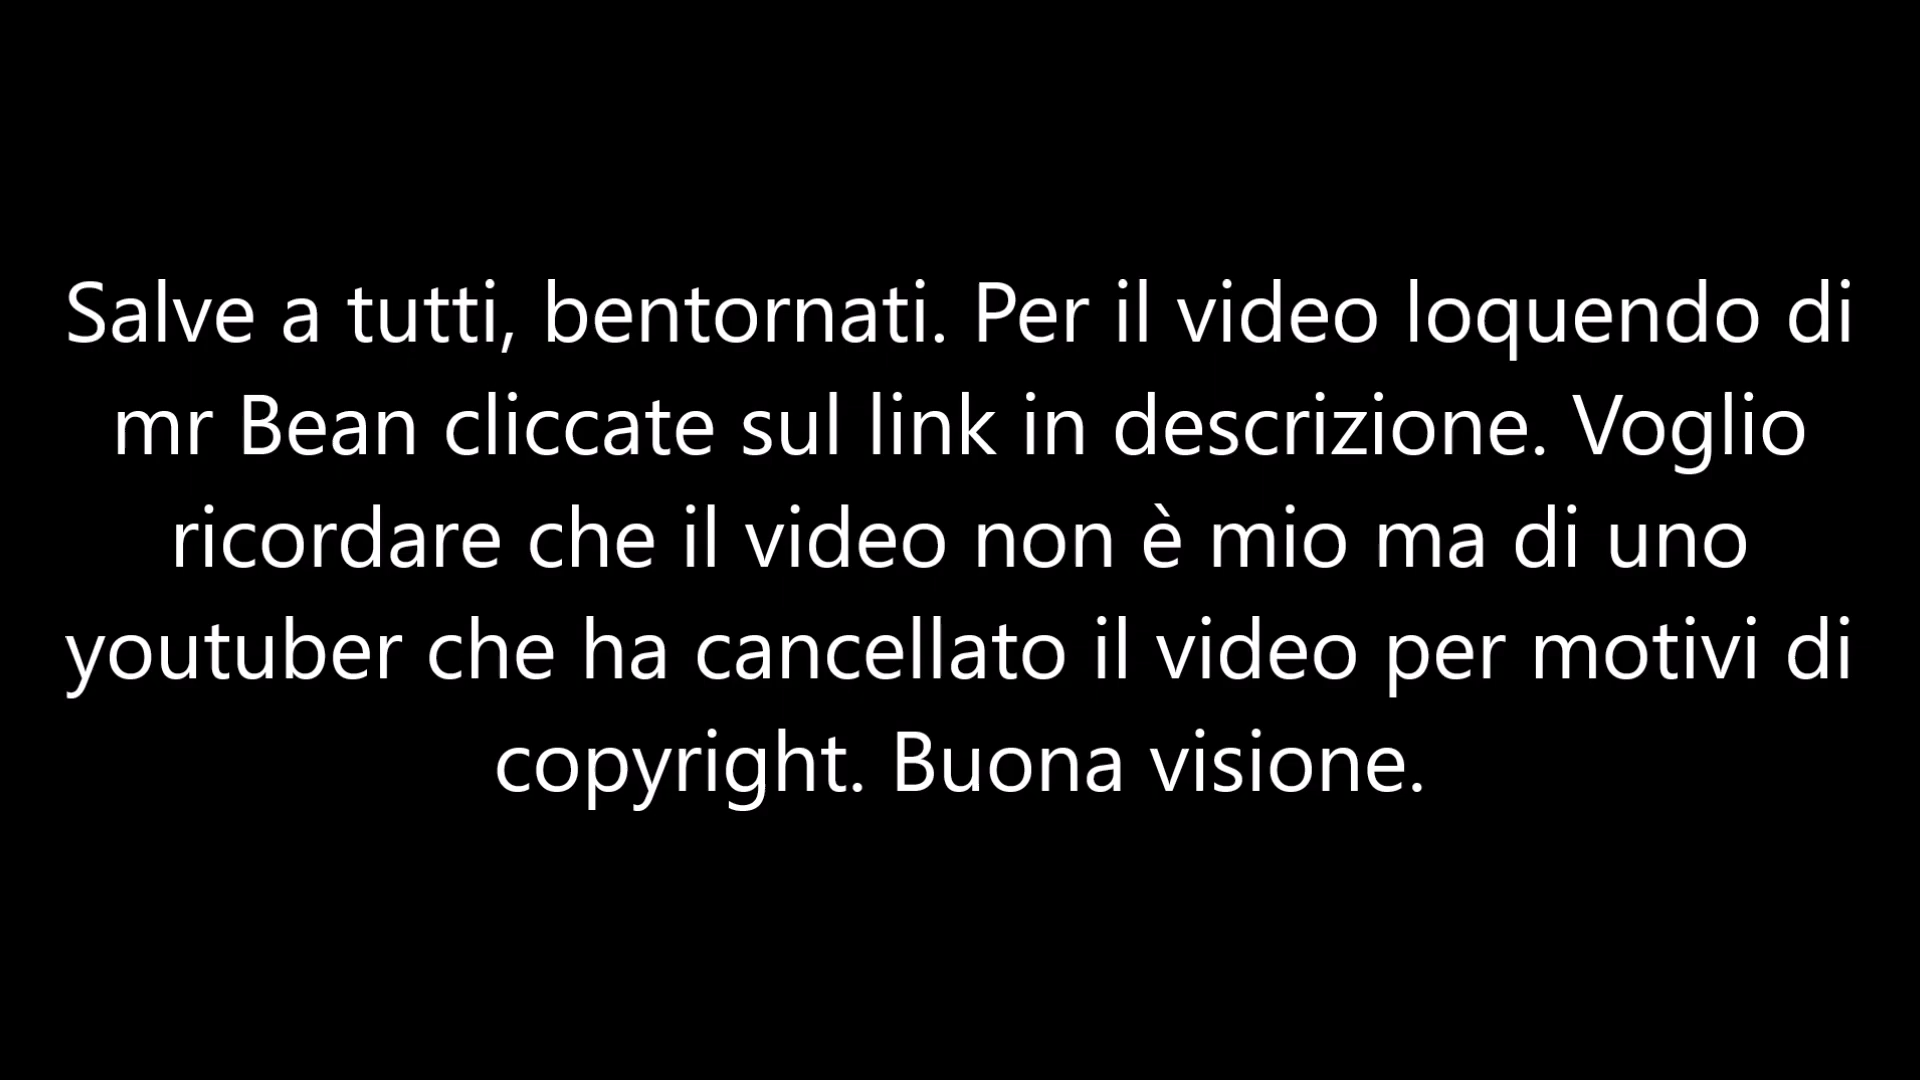 Salve a tutti, bentornati. Per il video loquendo di
mr Bean cliccate sul link in descrizione. Voglio
ricordare che il video non è mio ma di uno
youtuber che ha cancellato il video per motivi di
copyright. Buona visione.